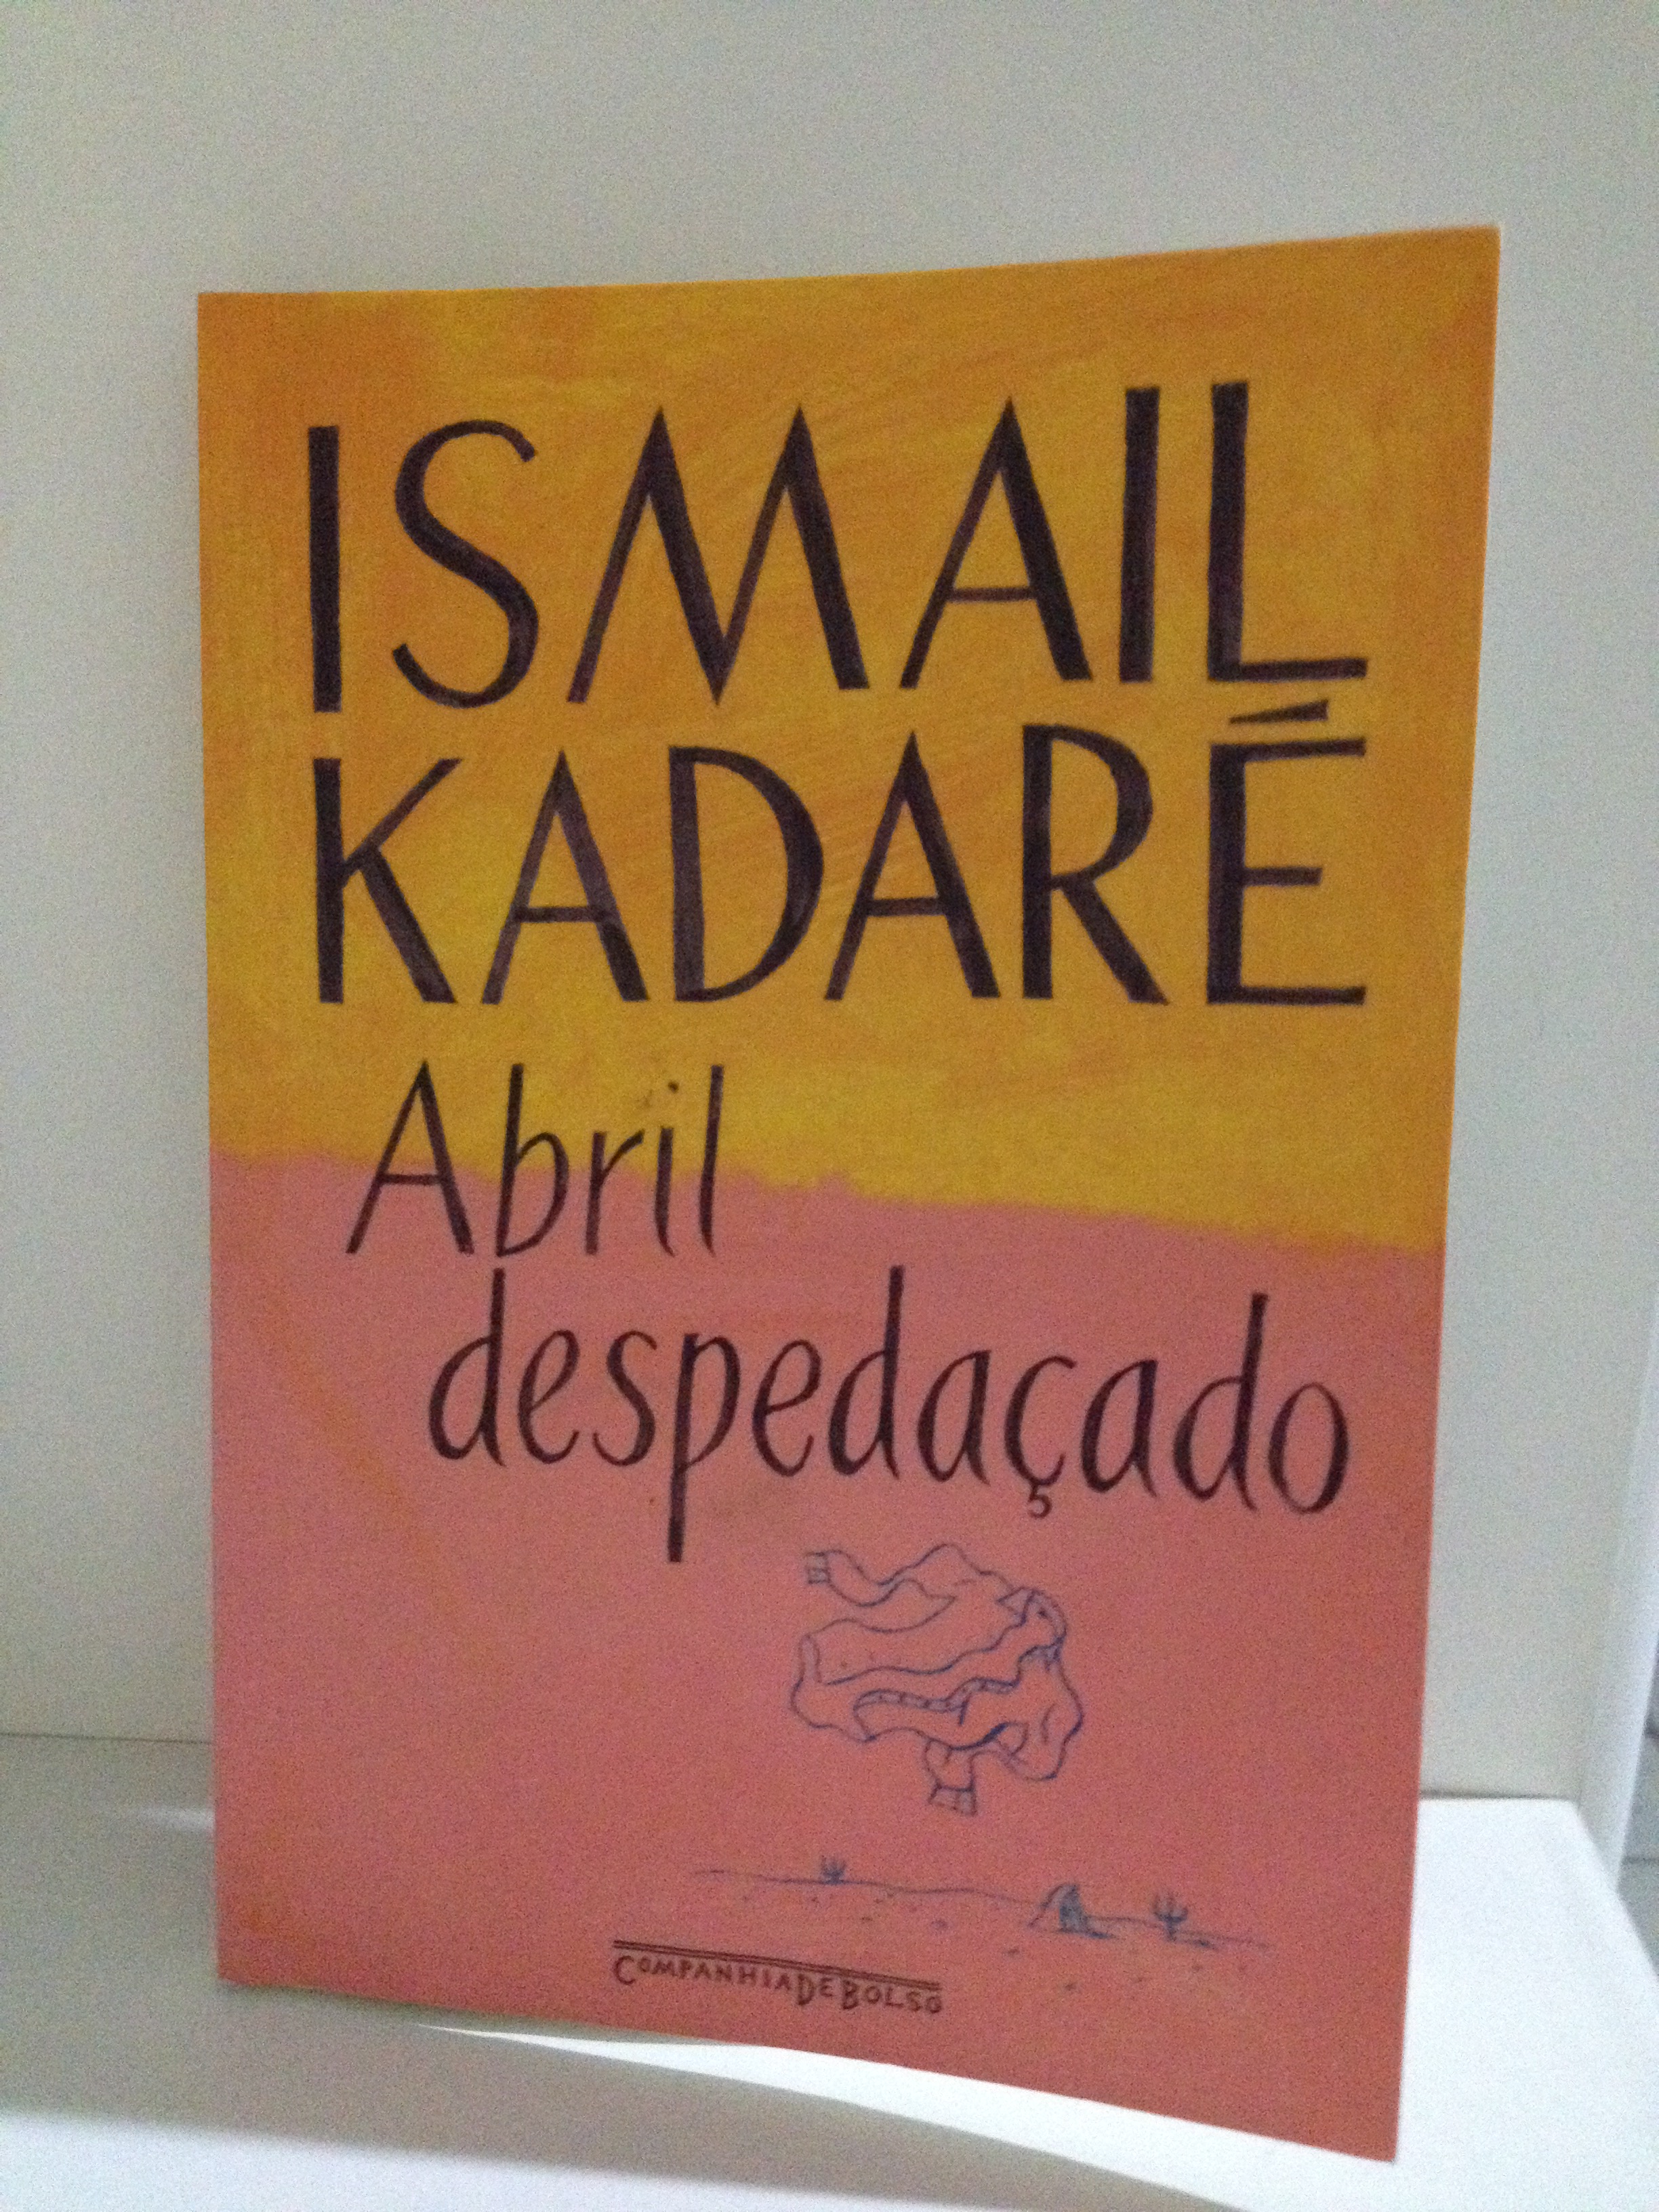 ISMAIL
KADARÉ
Abril
despedaçado
COMPANHIA DE BOLSO